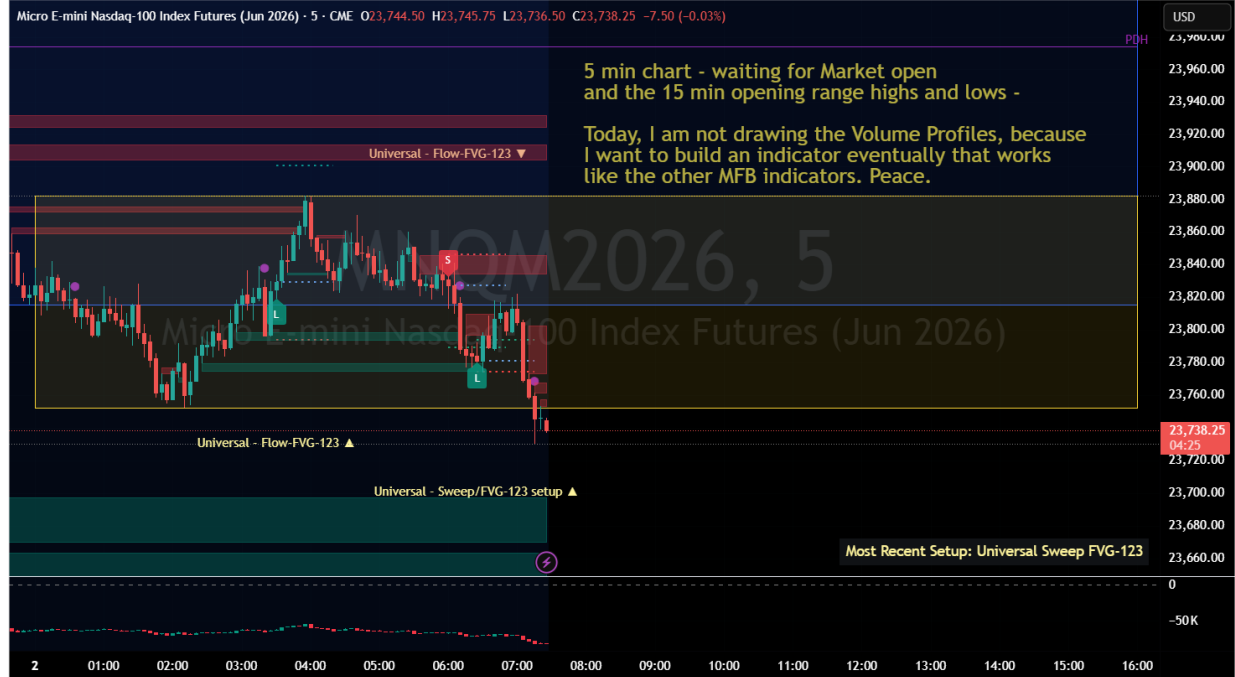 Micro E-mini Nasdaq-100 Index Futures (Jun 2026) · 5 · CME O23,744.50 H23,745.75 L23,736.50 C23,738.25 −7.50 (−0.03%)
USD
23,980.00
PDH
5 min chart - waiting for Market open
and the 15 min opening range highs and lows -
Today, I am not drawing the Volume Profiles, because
I want to build an indicator eventually that works
like the other MFB indicators. Peace.
23,960.00
23,940.00
23,920.00
Universal - Flow-FVG-123 ▼
23,900.00
23,880.00
23,860.00
MNQM2026, 5
S
23,840.00
23,820.00
L
Micro E-mini Nasdaq-100 Index Futures (Jun 2026)
23,800.00
23,780.00
L
23,760.00
23,738.25
04:25
Universal - Flow-FVG-123 ▲
23,720.00
Universal - Sweep/FVG-123 setup ▲
23,700.00
23,680.00
Most Recent Setup: Universal Sweep FVG-123
23,660.00
0
−50K
2 01:00 02:00 03:00 04:00 05:00 06:00 07:00 08:00 09:00 10:00 11:00 12:00 13:00 14:00 15:00 16:00